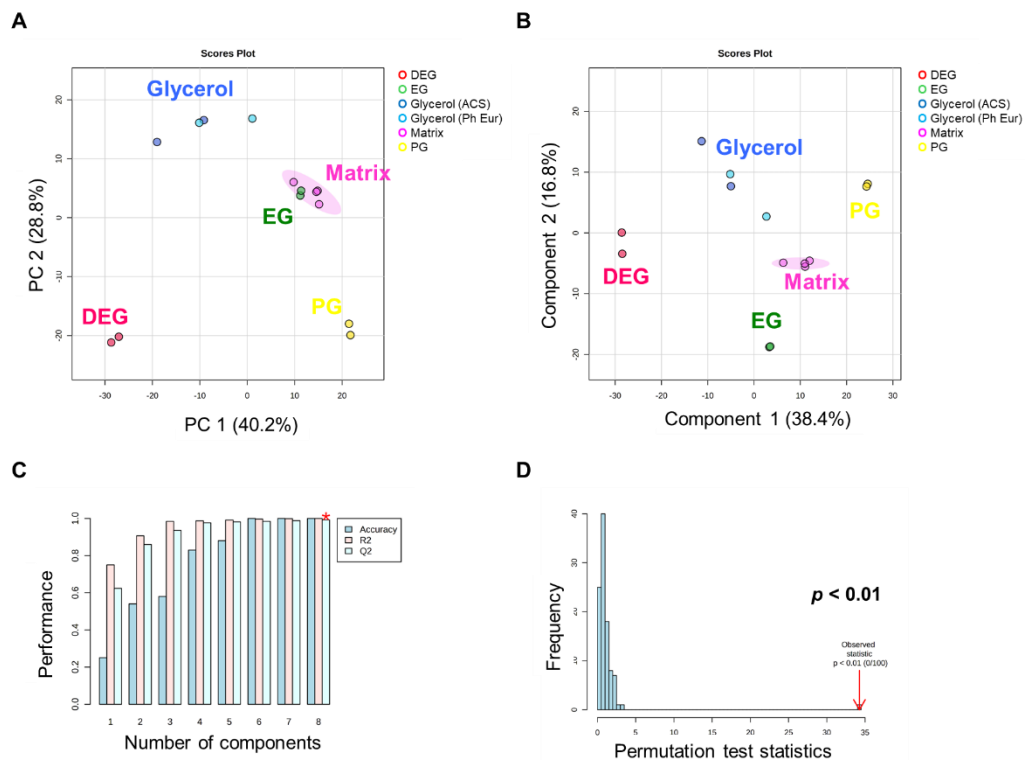 A
Scores Plot
Glycerol
Matrix
EG
DEG
PG
DEG
EG
Glycerol (ACS)
Glycerol (Ph Eur)
Matrix
PG
PC 2 (28.8%)
20
10
0
-10
-20
-30
-20
-10
0
10
20
PC 1 (40.2%)
B
Scores Plot
Glycerol
PG
DEG
Matrix
EG
DEG
EG
Glycerol (ACS)
Glycerol (Ph Eur)
Matrix
PG
Component 2 (16.8%)
20
10
0
-10
-20
-30
-20
-10
0
10
20
30
Component 1 (38.4%)
C
Performance
1.0
0.8
0.6
0.4
0.2
0.0
*
Accuracy
R2
Q2
1 2 3 4 5 6 7 8
Number of components
D
Frequency
40
30
20
10
0
p < 0.01
Observed
statistic
p < 0.01 (0/100)
0 5 10 15 20 25 30 35
Permutation test statistics